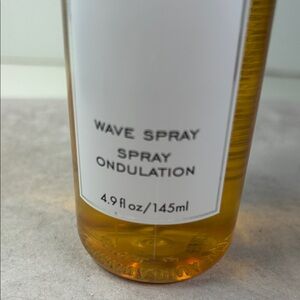 WAVE SPRAY
SPRAY
ONDULATION
4.9 fl oz/145ml